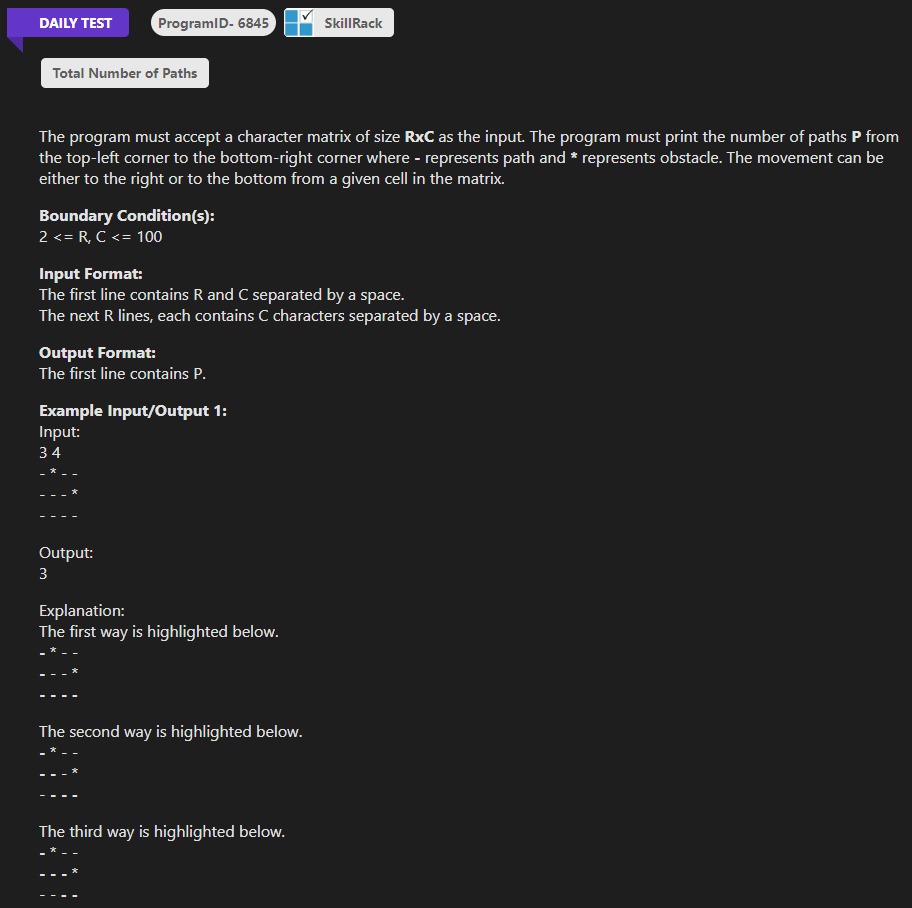 DAILY TEST
ProgramID- 6845
SkillRack
Total Number of Paths
The program must accept a character matrix of size RxC as the input. The program must print the number of paths P from
the top-left corner to the bottom-right corner where - represents path and * represents obstacle. The movement can be
either to the right or to the bottom from a given cell in the matrix.
Boundary Condition(s):
2 <= R, C <= 100
Input Format:
The first line contains R and C separated by a space.
The next R lines, each contains C characters separated by a space.
Output Format:
The first line contains P.
Example Input/Output 1:
Input:
3 4
- * - -
- - - *
- - - -
Output:
3
Explanation:
The first way is highlighted below.
- * - -
- - - *
- - - -
The second way is highlighted below.
- * - -
- - - *
- - - -
The third way is highlighted below.
- * - -
- - - *
- - - -